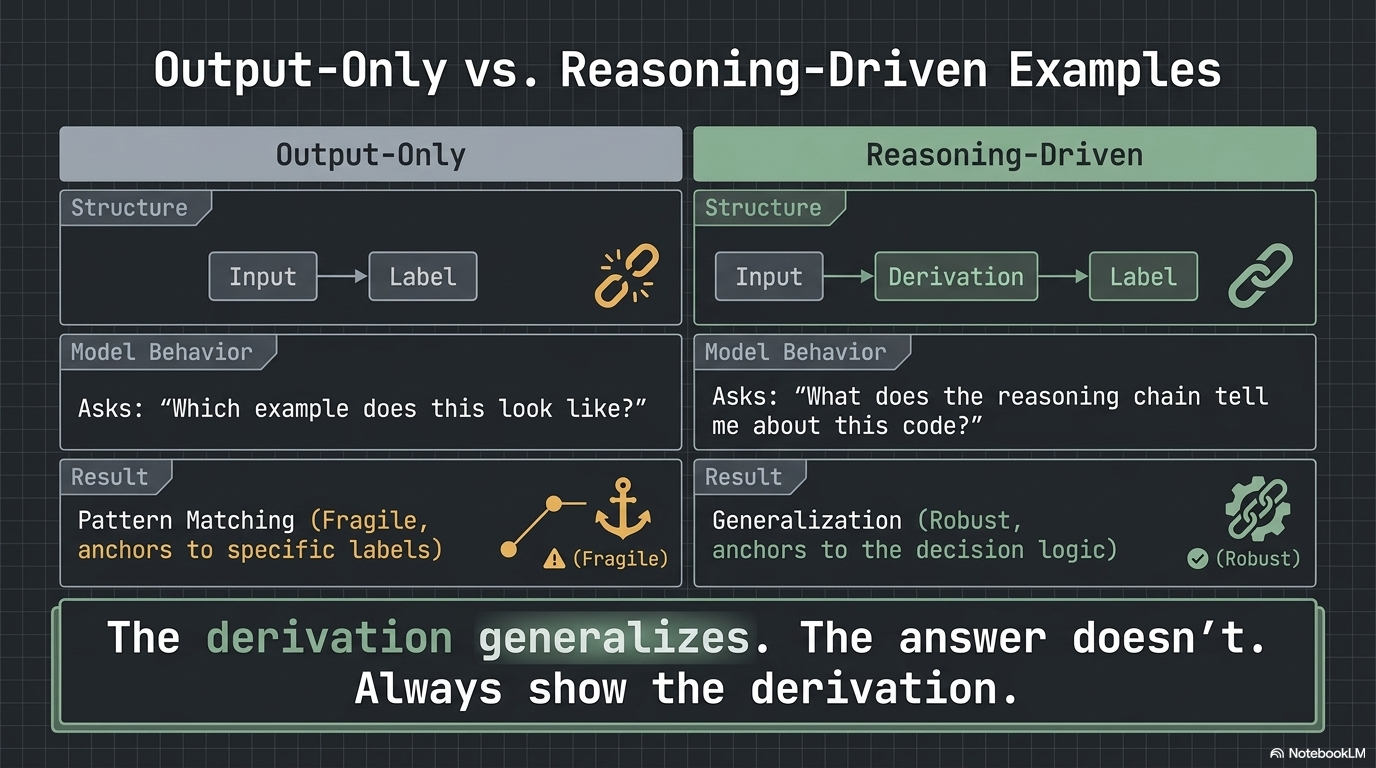 Output-Only vs. Reasoning-Driven Examples
Output-Only
Structure
Input
Label
Model Behavior
Asks: “Which example does this look like?”
Result
Pattern Matching (Fragile,
anchors to specific labels)
(Fragile)
Reasoning-Driven
Structure
Input
Derivation
Label
Model Behavior
Asks: “What does the reasoning chain tell
me about this code?”
Result
Generalization (Robust,
anchors to the decision logic)
(Robust)
The derivation generalizes. The answer doesn’t.
Always show the derivation.
NotebookLM